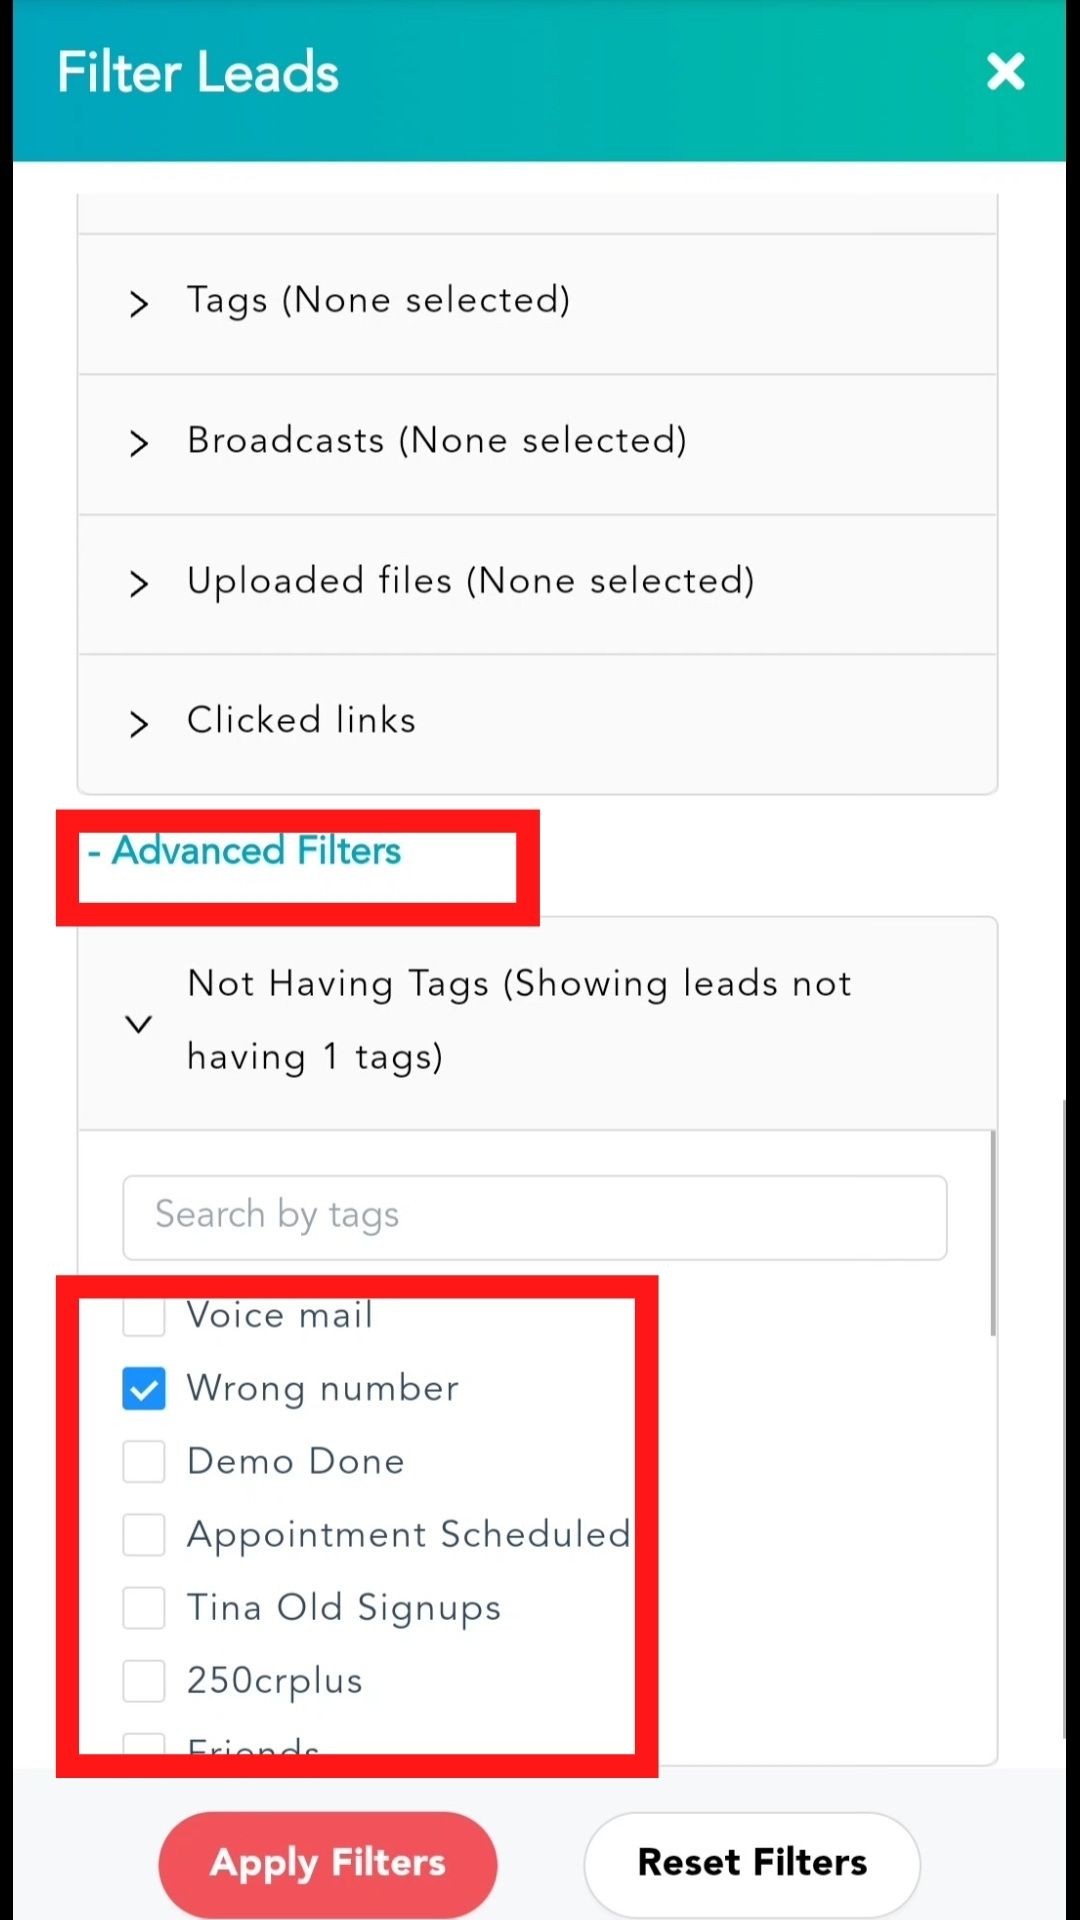 Filter Leads
Tags (None selected)
Broadcasts (None selected)
Uploaded files (None selected)
Clicked links
- Advanced Filters
Not Having Tags (Showing leads not
having 1 tags)
Search by tags
Voice mail
Wrong number
Demo Done
Appointment Scheduled
Tina Old Signups
250crplus
Friends
Apply Filters
Reset Filters